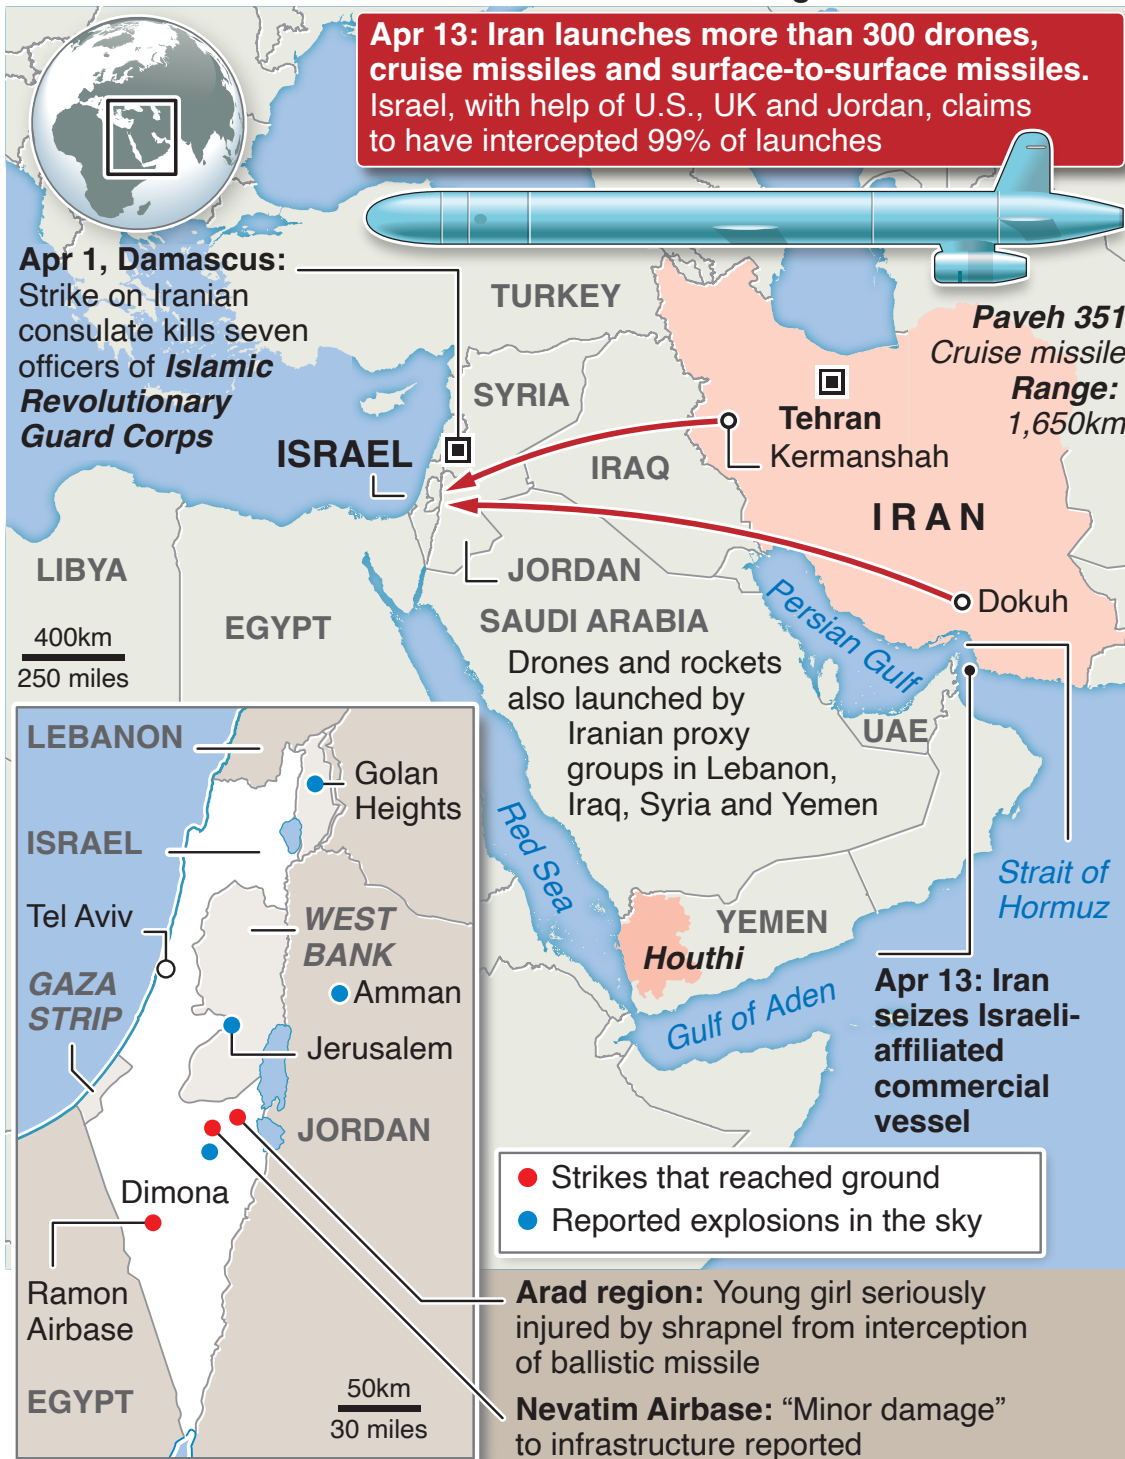 Apr 13: Iran launches more than 300 drones,
cruise missiles and surface-to-surface missiles.
Israel, with help of U.S., UK and Jordan, claims
to have intercepted 99% of launches
Apr 1, Damascus:
Strike on Iranian
consulate kills seven
officers of Islamic
Revolutionary
Guard Corps
Paveh 351
Cruise missile
Range:
1,650km
TURKEY
SYRIA
ISRAEL
IRAQ
Tehran
Kermanshah
IRAN
LIBYA
EGYPT
JORDAN
Dokuh
SAUDI ARABIA
Persian Gulf
400km
250 miles
Drones and rockets
also launched by
Iranian proxy
groups in Lebanon,
Iraq, Syria and Yemen
UAE
Red Sea
Strait of
Hormuz
YEMEN
Houthi
Gulf of Aden
Apr 13: Iran
seizes Israeli-
affiliated
commercial
vessel
LEBANON
Golan
Heights
ISRAEL
Tel Aviv
WEST
BANK
GAZA
STRIP
Amman
Jerusalem
JORDAN
Dimona
Ramon
Airbase
EGYPT
50km
30 miles
Strikes that reached ground
Reported explosions in the sky
Arad region: Young girl seriously
injured by shrapnel from interception
of ballistic missile
Nevatim Airbase: “Minor damage”
to infrastructure reported